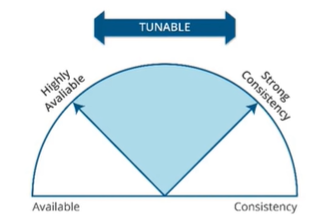 TUNABLE
Highly
Available
Strong
Consistency
Available
Consistency